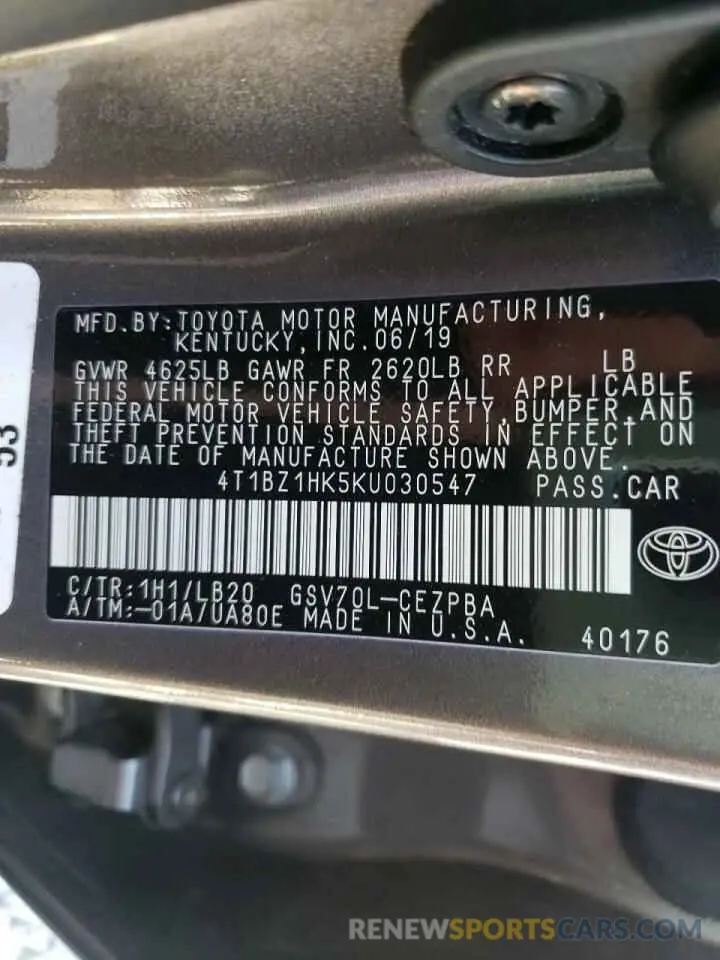 53
MFD.BY:TOYOTA MOTOR MANUFACTURING,
KENTUCKY,INC.06/19
GVWR 4625LB GAWR FR 2620LB RR LB
THIS VEHICLE CONFORMS TO ALL APPLICABLE
FEDERAL MOTOR VEHICLE SAFETY,BUMPER,AND
THEFT PREVENTION STANDARDS IN EFFECT ON
THE DATE OF MANUFACTURE SHOWN ABOVE.
4T1BZ1HK5KU030547 PASS.CAR
C/TR:1H1/LB20 GSV70L-CEZPBA
A/TM:-01A/UA80E MADE IN U.S.A. 40176
RENEWSPORTSCARS.COM